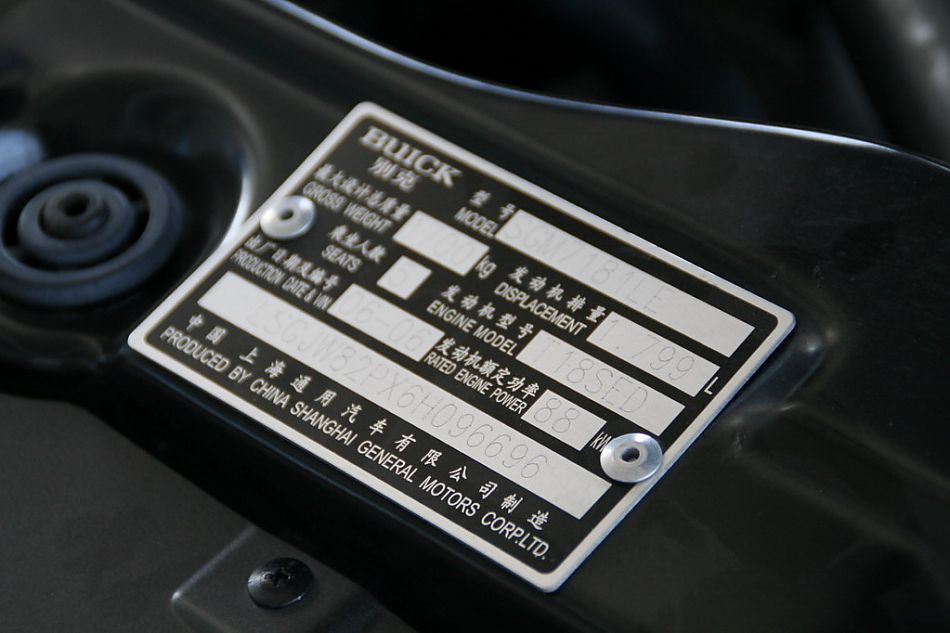 BUICK
别克
型号
MODEL
SGM7181LE
最大设计总质量
GROSS WEIGHT
kg
发动机排量
DISPLACEMENT
1.799
L
乘坐人数
SEATS
发动机型号
ENGINE MODEL
T18SED
出厂日期及编号
PRODUCTION DATE & VIN
06-06
发动机额定功率
RATED ENGINE POWER
88
kW
LSGJW82PX6H096696
中国上海通用汽车有限公司制造
PRODUCED BY CHINA SHANGHAI GENERAL MOTORS CORP.LTD.